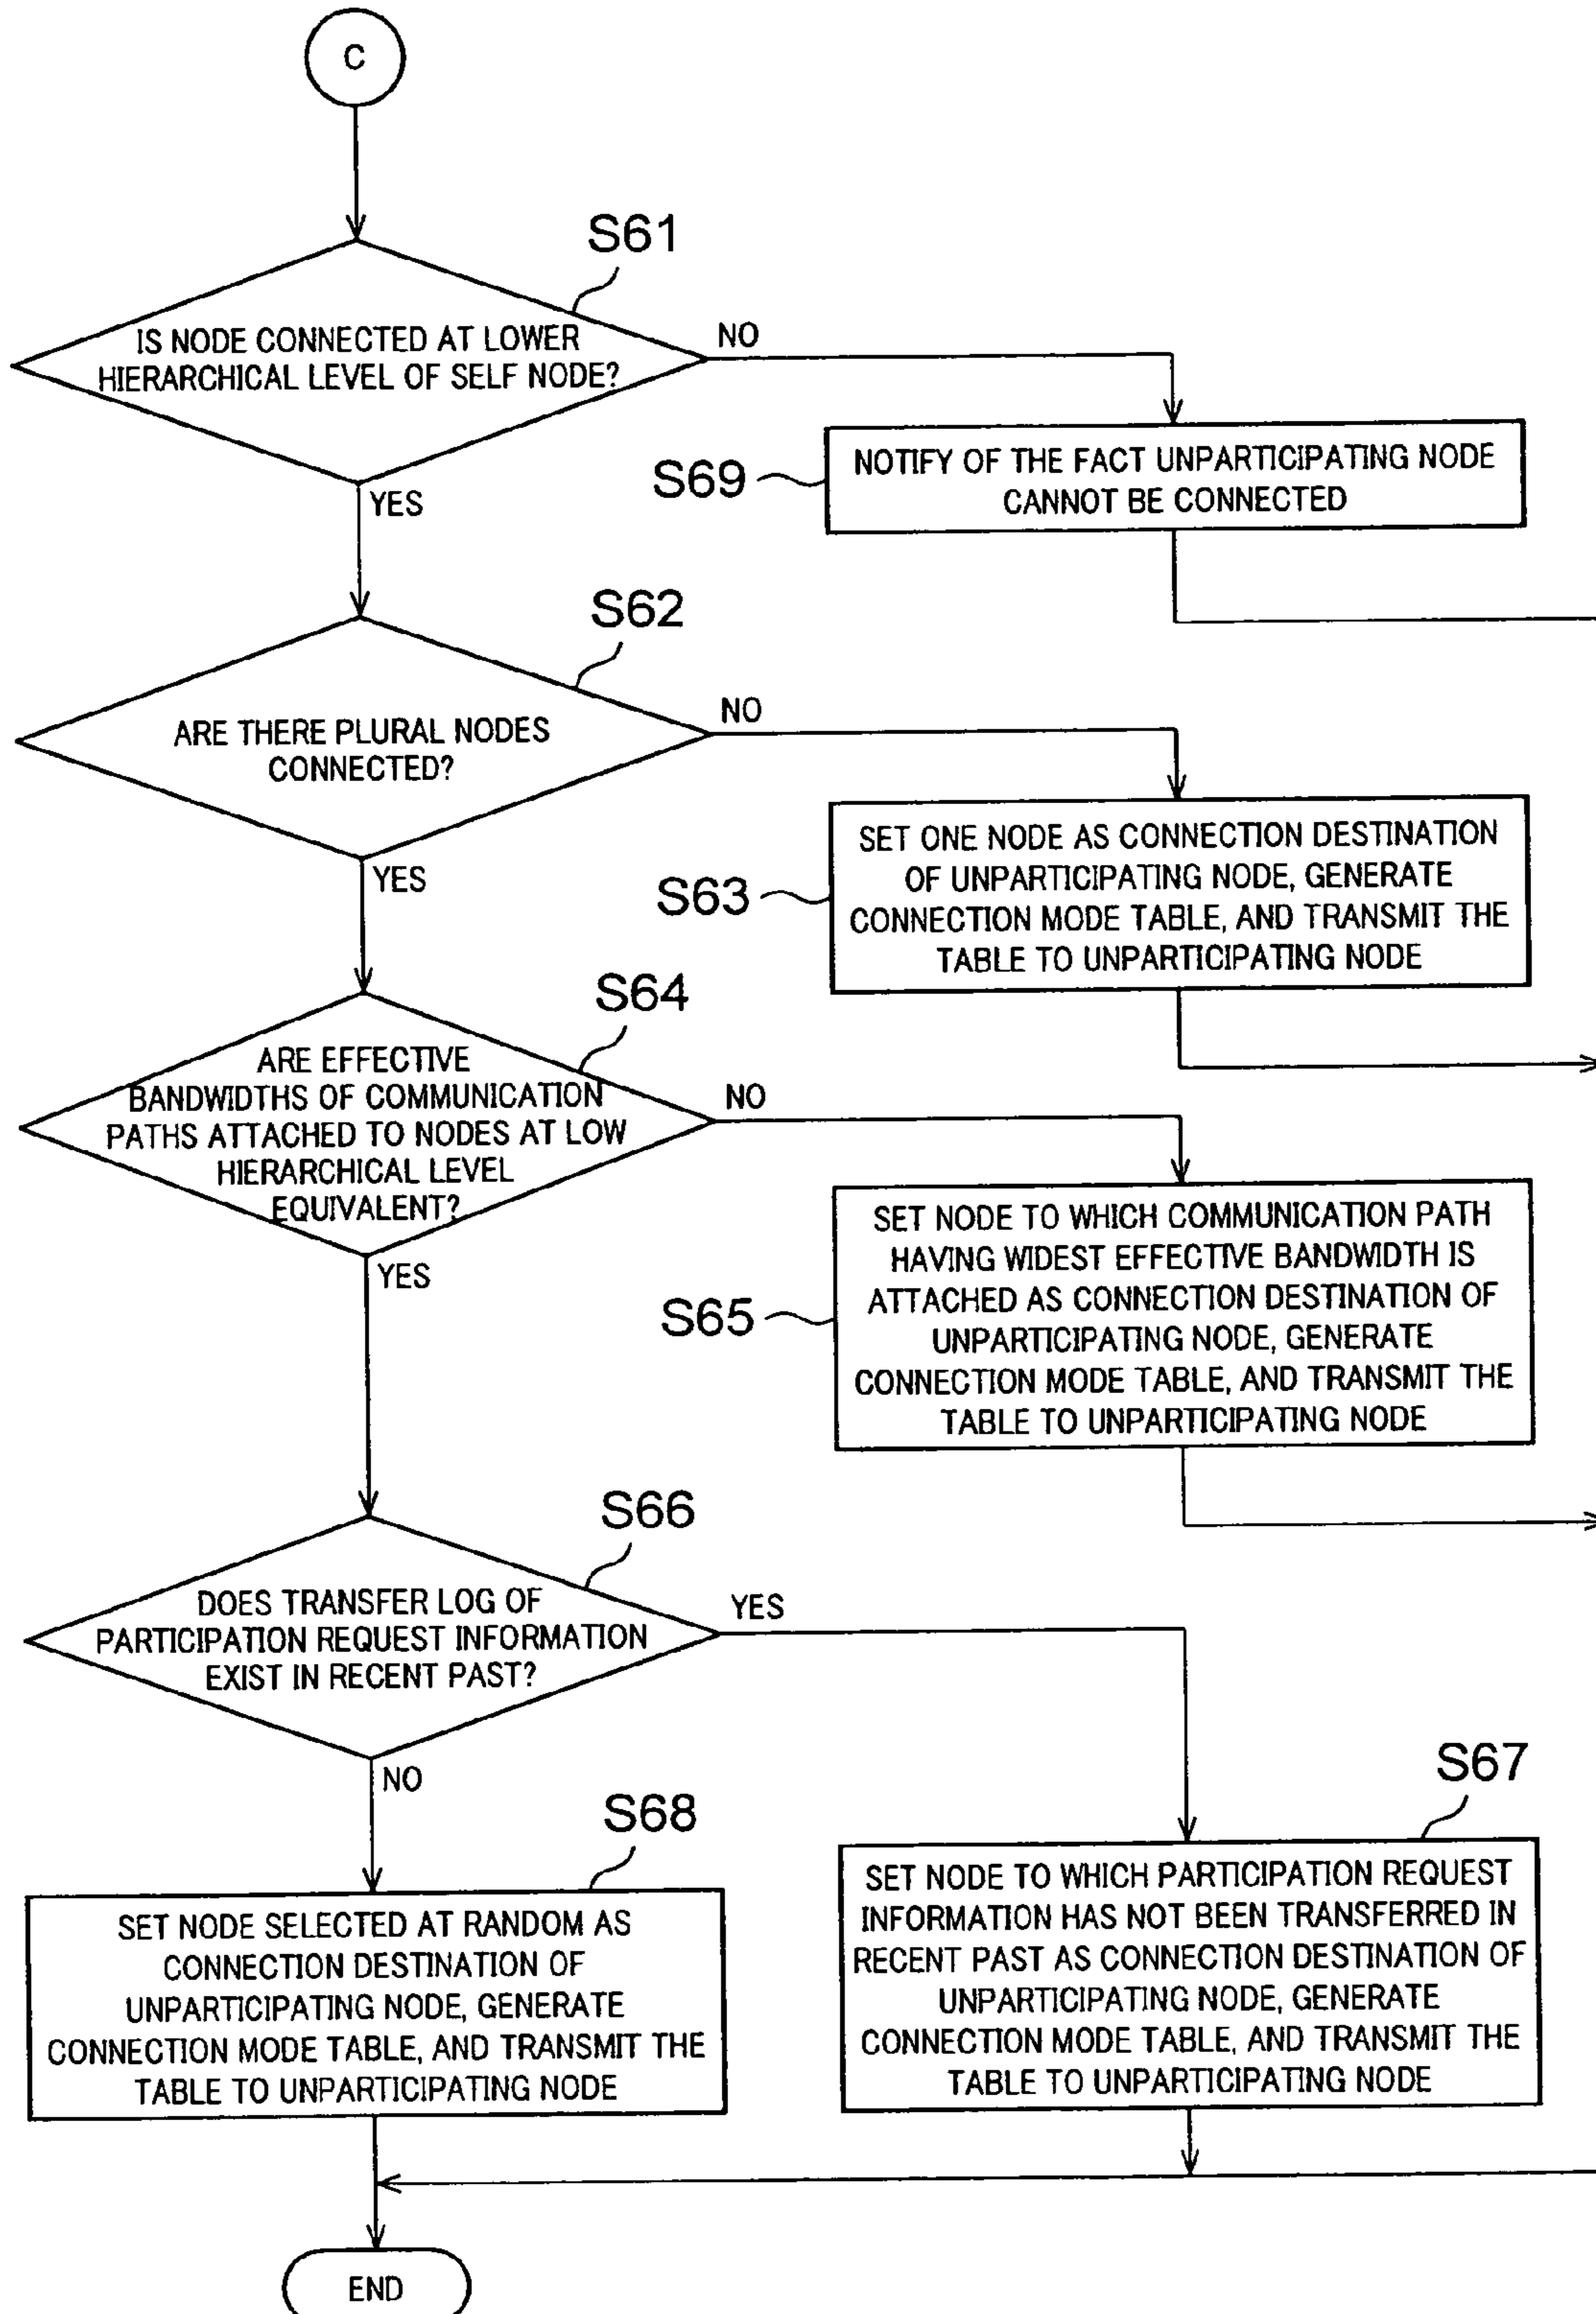 C
S61
IS NODE CONNECTED AT LOWER
HIERARCHICAL LEVEL OF SELF NODE?
NO
YES
S69
NOTIFY OF THE FACT UNPARTICIPATING NODE
CANNOT BE CONNECTED
S62
ARE THERE PLURAL NODES
CONNECTED?
NO
YES
S63
SET ONE NODE AS CONNECTION DESTINATION
OF UNPARTICIPATING NODE, GENERATE
CONNECTION MODE TABLE, AND TRANSMIT THE
TABLE TO UNPARTICIPATING NODE
S64
ARE EFFECTIVE
BANDWIDTHS OF COMMUNICATION
PATHS ATTACHED TO NODES AT LOW
HIERARCHICAL LEVEL
EQUIVALENT?
NO
YES
S65
SET NODE TO WHICH COMMUNICATION PATH
HAVING WIDEST EFFECTIVE BANDWIDTH IS
ATTACHED AS CONNECTION DESTINATION OF
UNPARTICIPATING NODE, GENERATE
CONNECTION MODE TABLE, AND TRANSMIT THE
TABLE TO UNPARTICIPATING NODE
S66
DOES TRANSFER LOG OF
PARTICIPATION REQUEST INFORMATION
EXIST IN RECENT PAST?
YES
NO
S67
SET NODE TO WHICH PARTICIPATION REQUEST
INFORMATION HAS NOT BEEN TRANSFERRED IN
RECENT PAST AS CONNECTION DESTINATION OF
UNPARTICIPATING NODE, GENERATE
CONNECTION MODE TABLE, AND TRANSMIT THE
TABLE TO UNPARTICIPATING NODE
S68
SET NODE SELECTED AT RANDOM AS
CONNECTION DESTINATION OF
UNPARTICIPATING NODE, GENERATE
CONNECTION MODE TABLE, AND TRANSMIT THE
TABLE TO UNPARTICIPATING NODE
END